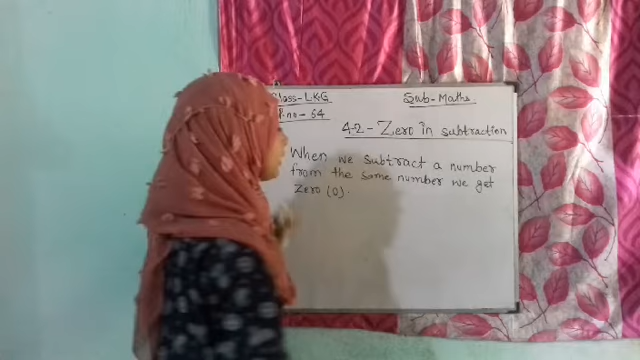 Class-L.K.G
Sub-Maths
P.no-54
4.2-Zero in subtraction
When we subtract a number
from the same number we get
Zero (0).